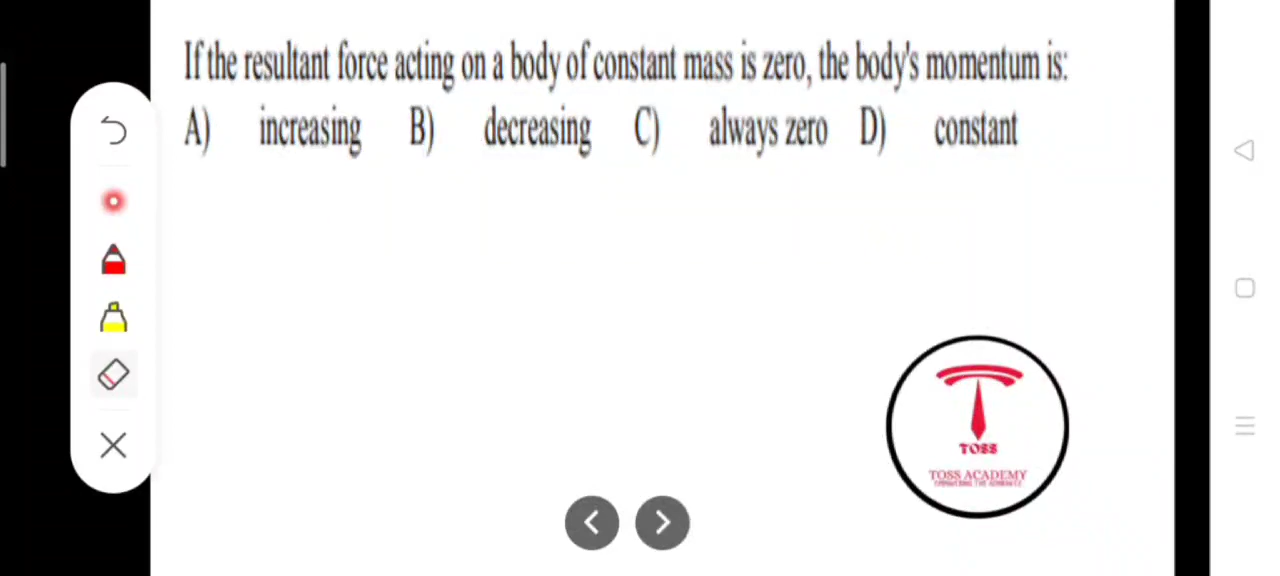 If the resultant force acting on a body of constant mass is zero, the body's momentum is:
A) increasing B) decreasing C) always zero D) constant
TOSS
TOSS ACADEMY